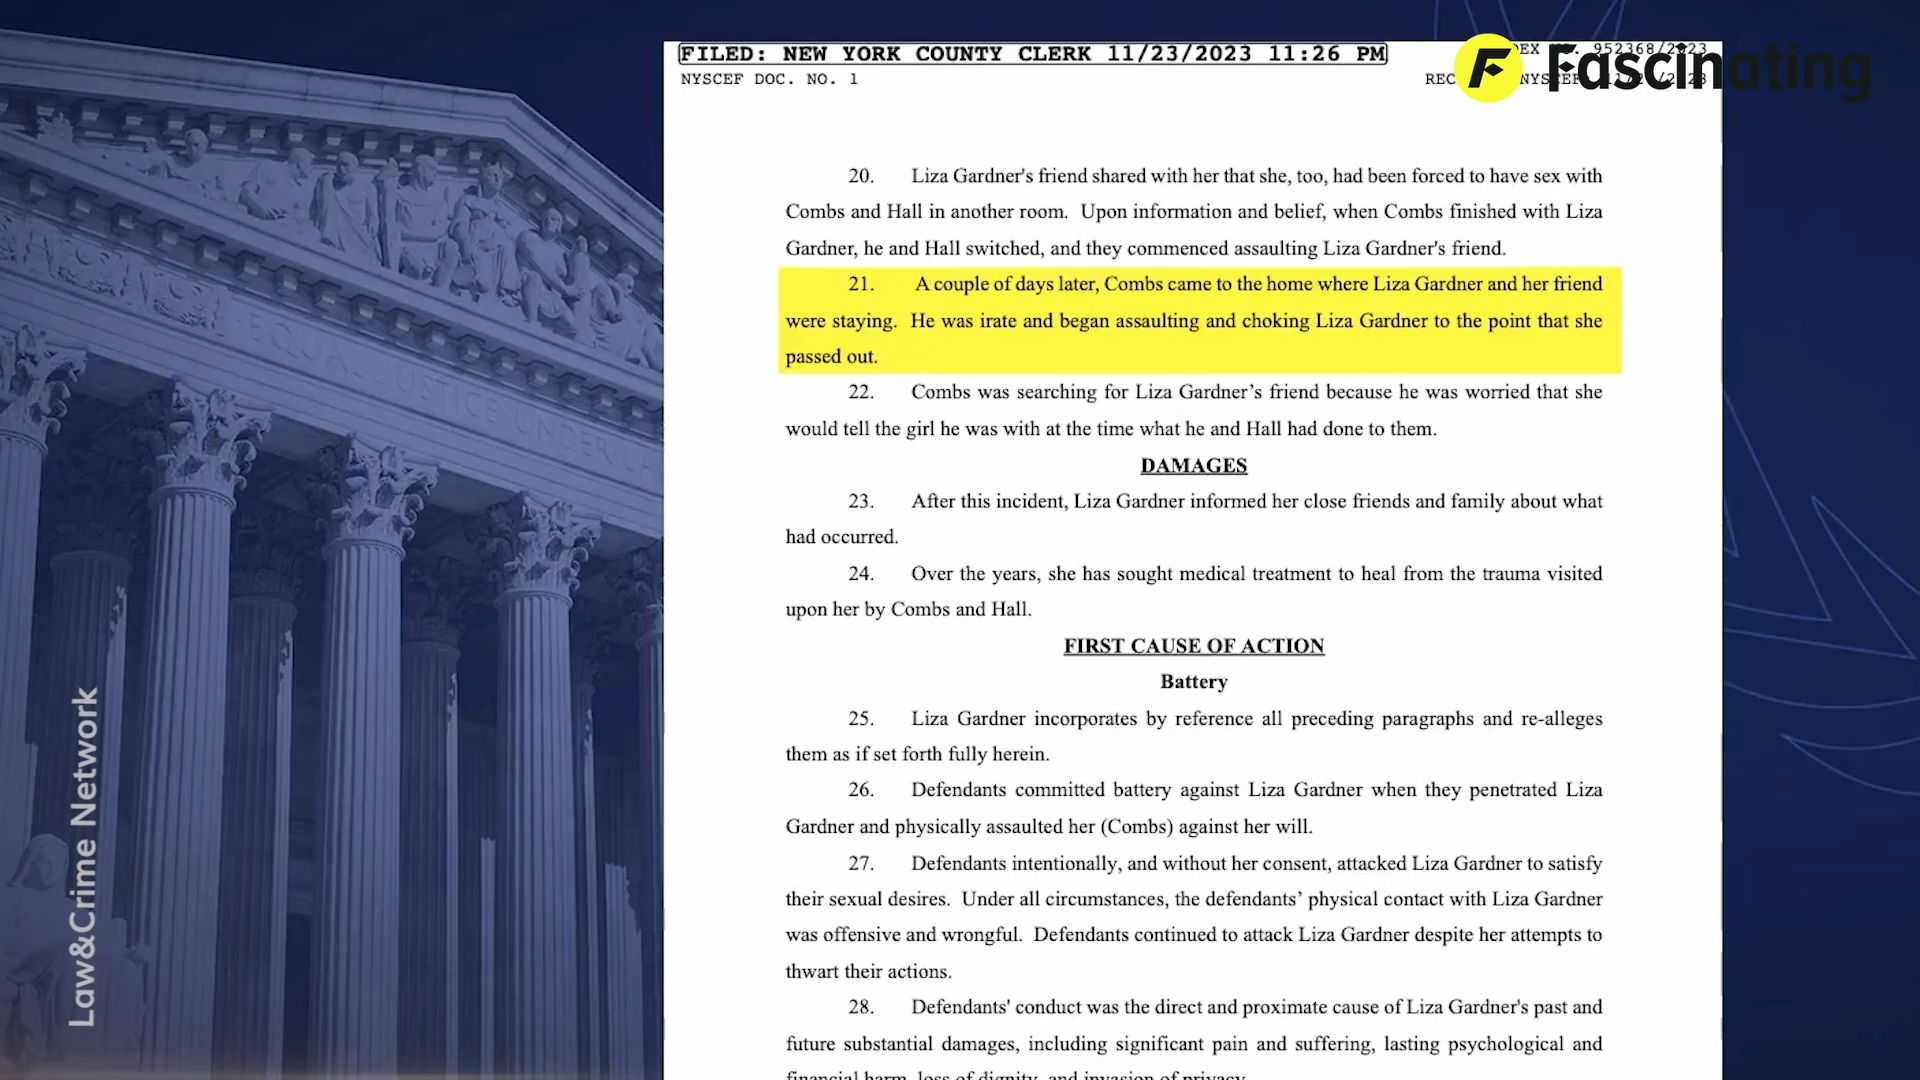 FILED: NEW YORK COUNTY CLERK 11/23/2023 11:26 PM
952368/2023
NYSCEF DOC. NO. 1
Fascinating
20. Liza Gardner's friend shared with her that she, too, had been forced to have sex with
Combs and Hall in another room. Upon information and belief, when Combs finished with Liza
Gardner, he and Hall switched, and they commenced assaulting Liza Gardner's friend.
21. A couple of days later, Combs came to the home where Liza Gardner and her friend
were staying. He was irate and began assaulting and choking Liza Gardner to the point that she
passed out.
22. Combs was searching for Liza Gardner’s friend because he was worried that she
would tell the girl he was with at the time what he and Hall had done to them.
DAMAGES
23. After this incident, Liza Gardner informed her close friends and family about what
had occurred.
24. Over the years, she has sought medical treatment to heal from the trauma visited
upon her by Combs and Hall.
FIRST CAUSE OF ACTION
Battery
25. Liza Gardner incorporates by reference all preceding paragraphs and re-alleges
them as if set forth fully herein.
26. Defendants committed battery against Liza Gardner when they penetrated Liza
Gardner and physically assaulted her (Combs) against her will.
27. Defendants intentionally, and without her consent, attacked Liza Gardner to satisfy
their sexual desires. Under all circumstances, the defendants’ physical contact with Liza Gardner
was offensive and wrongful. Defendants continued to attack Liza Gardner despite her attempts to
thwart their actions.
28. Defendants' conduct was the direct and proximate cause of Liza Gardner's past and
future substantial damages, including significant pain and suffering, lasting psychological and
financial harm, loss of dignity, and invasion of privacy.
EQUAL JUSTICE UNDER
Law&Crime Network